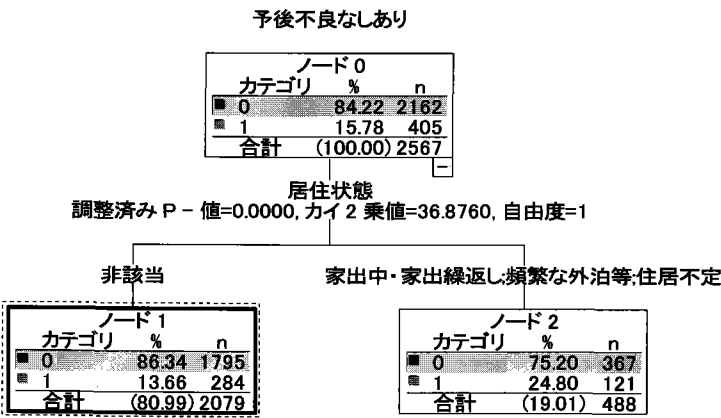 予後不良なしあり
ノード 0
カテゴリ % n
0 84.22 2162
1 15.78 405
合計 (100.00) 2567
居住状態
調整済み P - 値=0.0000, カイ 2 乗値=36.8760, 自由度=1
非該当
家出中・家出繰返し;頻繁な外泊等;住居不定
ノード 1
カテゴリ % n
0 86.34 1795
1 13.66 284
合計 (80.99) 2079
ノード 2
カテゴリ % n
0 75.20 367
1 24.80 121
合計 (19.01) 488